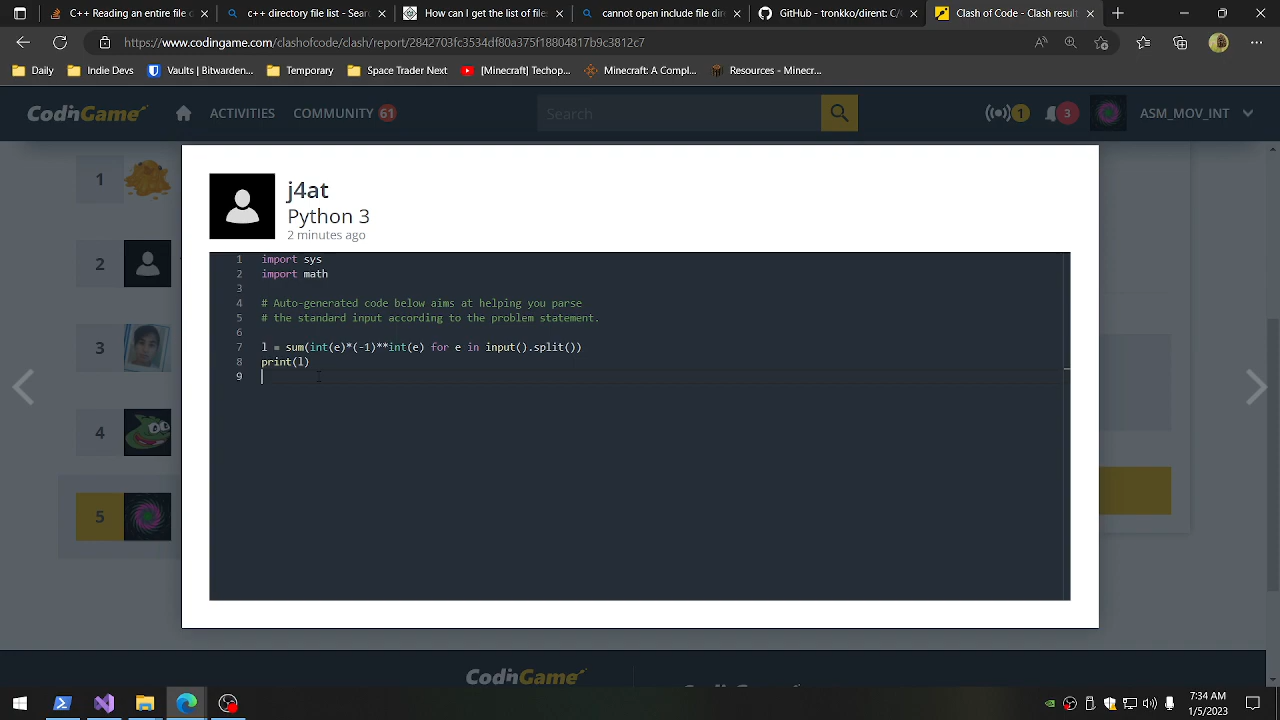 C++ Reading an entire file
c++ directory file list - Sear
How can I get the list of files
cannot open include file dire
GitHub - tronkko/dirent: C/C
Clash of Code - Clash result
https://www.codingame.com/clashofcode/clash/report/2842703fc3534df80a375f18804817b9c3812c7
Daily
Indie Devs
Vaults | Bitwarden...
Temporary
Space Trader Next
[Minecraft] Techop...
Minecraft: A Compl...
Resources - Minecr...
CodinGame
ACTIVITIES
COMMUNITY 61
Search
1
3
ASM_MOV_INT
1
2
3
4
5
j4at
Python 3
2 minutes ago
1 import sys
2 import math
3
4 # Auto-generated code below aims at helping you parse
5 # the standard input according to the problem statement.
6
7 l = sum(int(e)*(-1)**int(e) for e in input().split())
8 print(l)
9
CodinGame
7:34 AM
1/5/2023